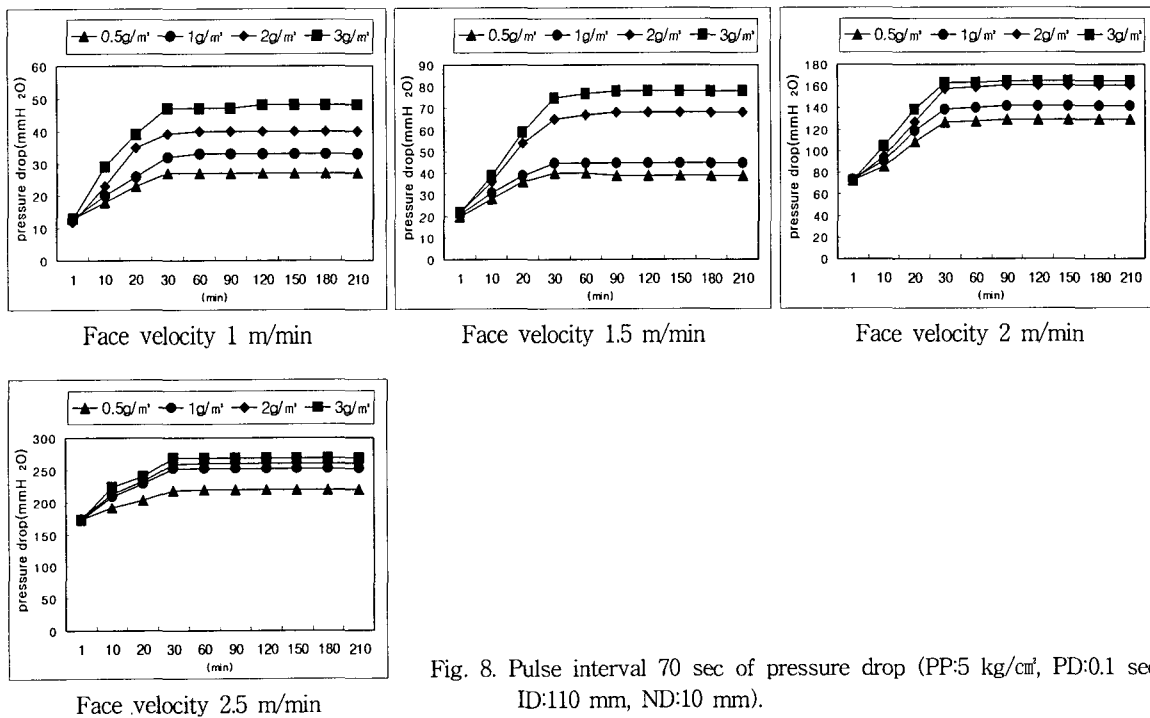 0.5g/㎥ 1g/㎥ 2g/㎥ 3g/㎥
60
50
40
30
20
10
0
pressure drop(mmH 2O)
1 10 20 30 60 90 120 150 180 210
(min)
Face velocity 1 m/min
0.5g/㎥ 1g/㎥ 2g/㎥ 3g/㎥
90
80
70
60
50
40
30
20
10
0
pressure drop(mmH 2O)
1 10 20 30 60 90 120 150 180 210
(min)
Face velocity 1.5 m/min
0.5g/㎥ 1g/㎥ 2g/㎥ 3g/㎥
180
160
140
120
100
80
60
40
20
0
pressure drop(mmH 2O)
1 10 20 30 60 90 120 150 180 210
(min)
Face velocity 2 m/min
0.5g/㎥ 1g/㎥ 2g/㎥ 3g/㎥
300
250
200
150
100
50
0
pressure drop(mmH 2O)
1 10 20 30 60 90 120 150 180 210
(min)
Face velocity 2.5 m/min
Fig. 8. Pulse interval 70 sec of pressure drop (PP:5 kg/㎠, PD:0.1 sec
ID:110 mm, ND:10 mm).